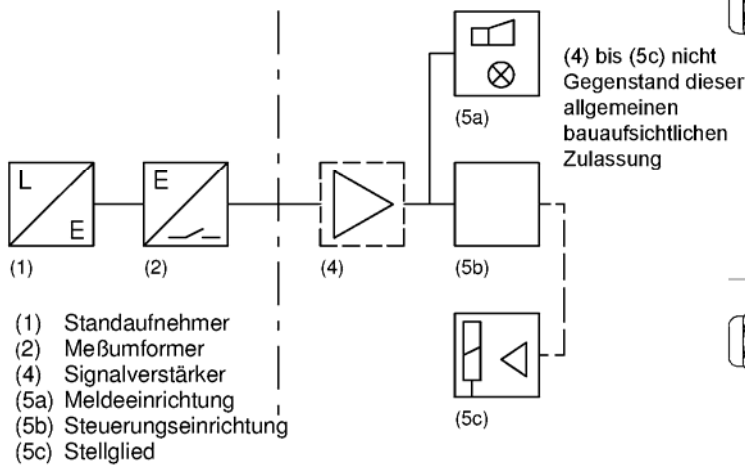 (5a)
(4) bis (5c) nicht
Gegenstand dieser
allgemeinen
bauaufsichtlichen
Zulassung
L
E
(1)
E
(2)
(4)
(5b)
(5c)
(1) Standaufnehmer
(2) Meßumformer
(4) Signalverstärker
(5a) Meldeeinrichtung
(5b) Steuerungseinrichtung
(5c) Stellglied